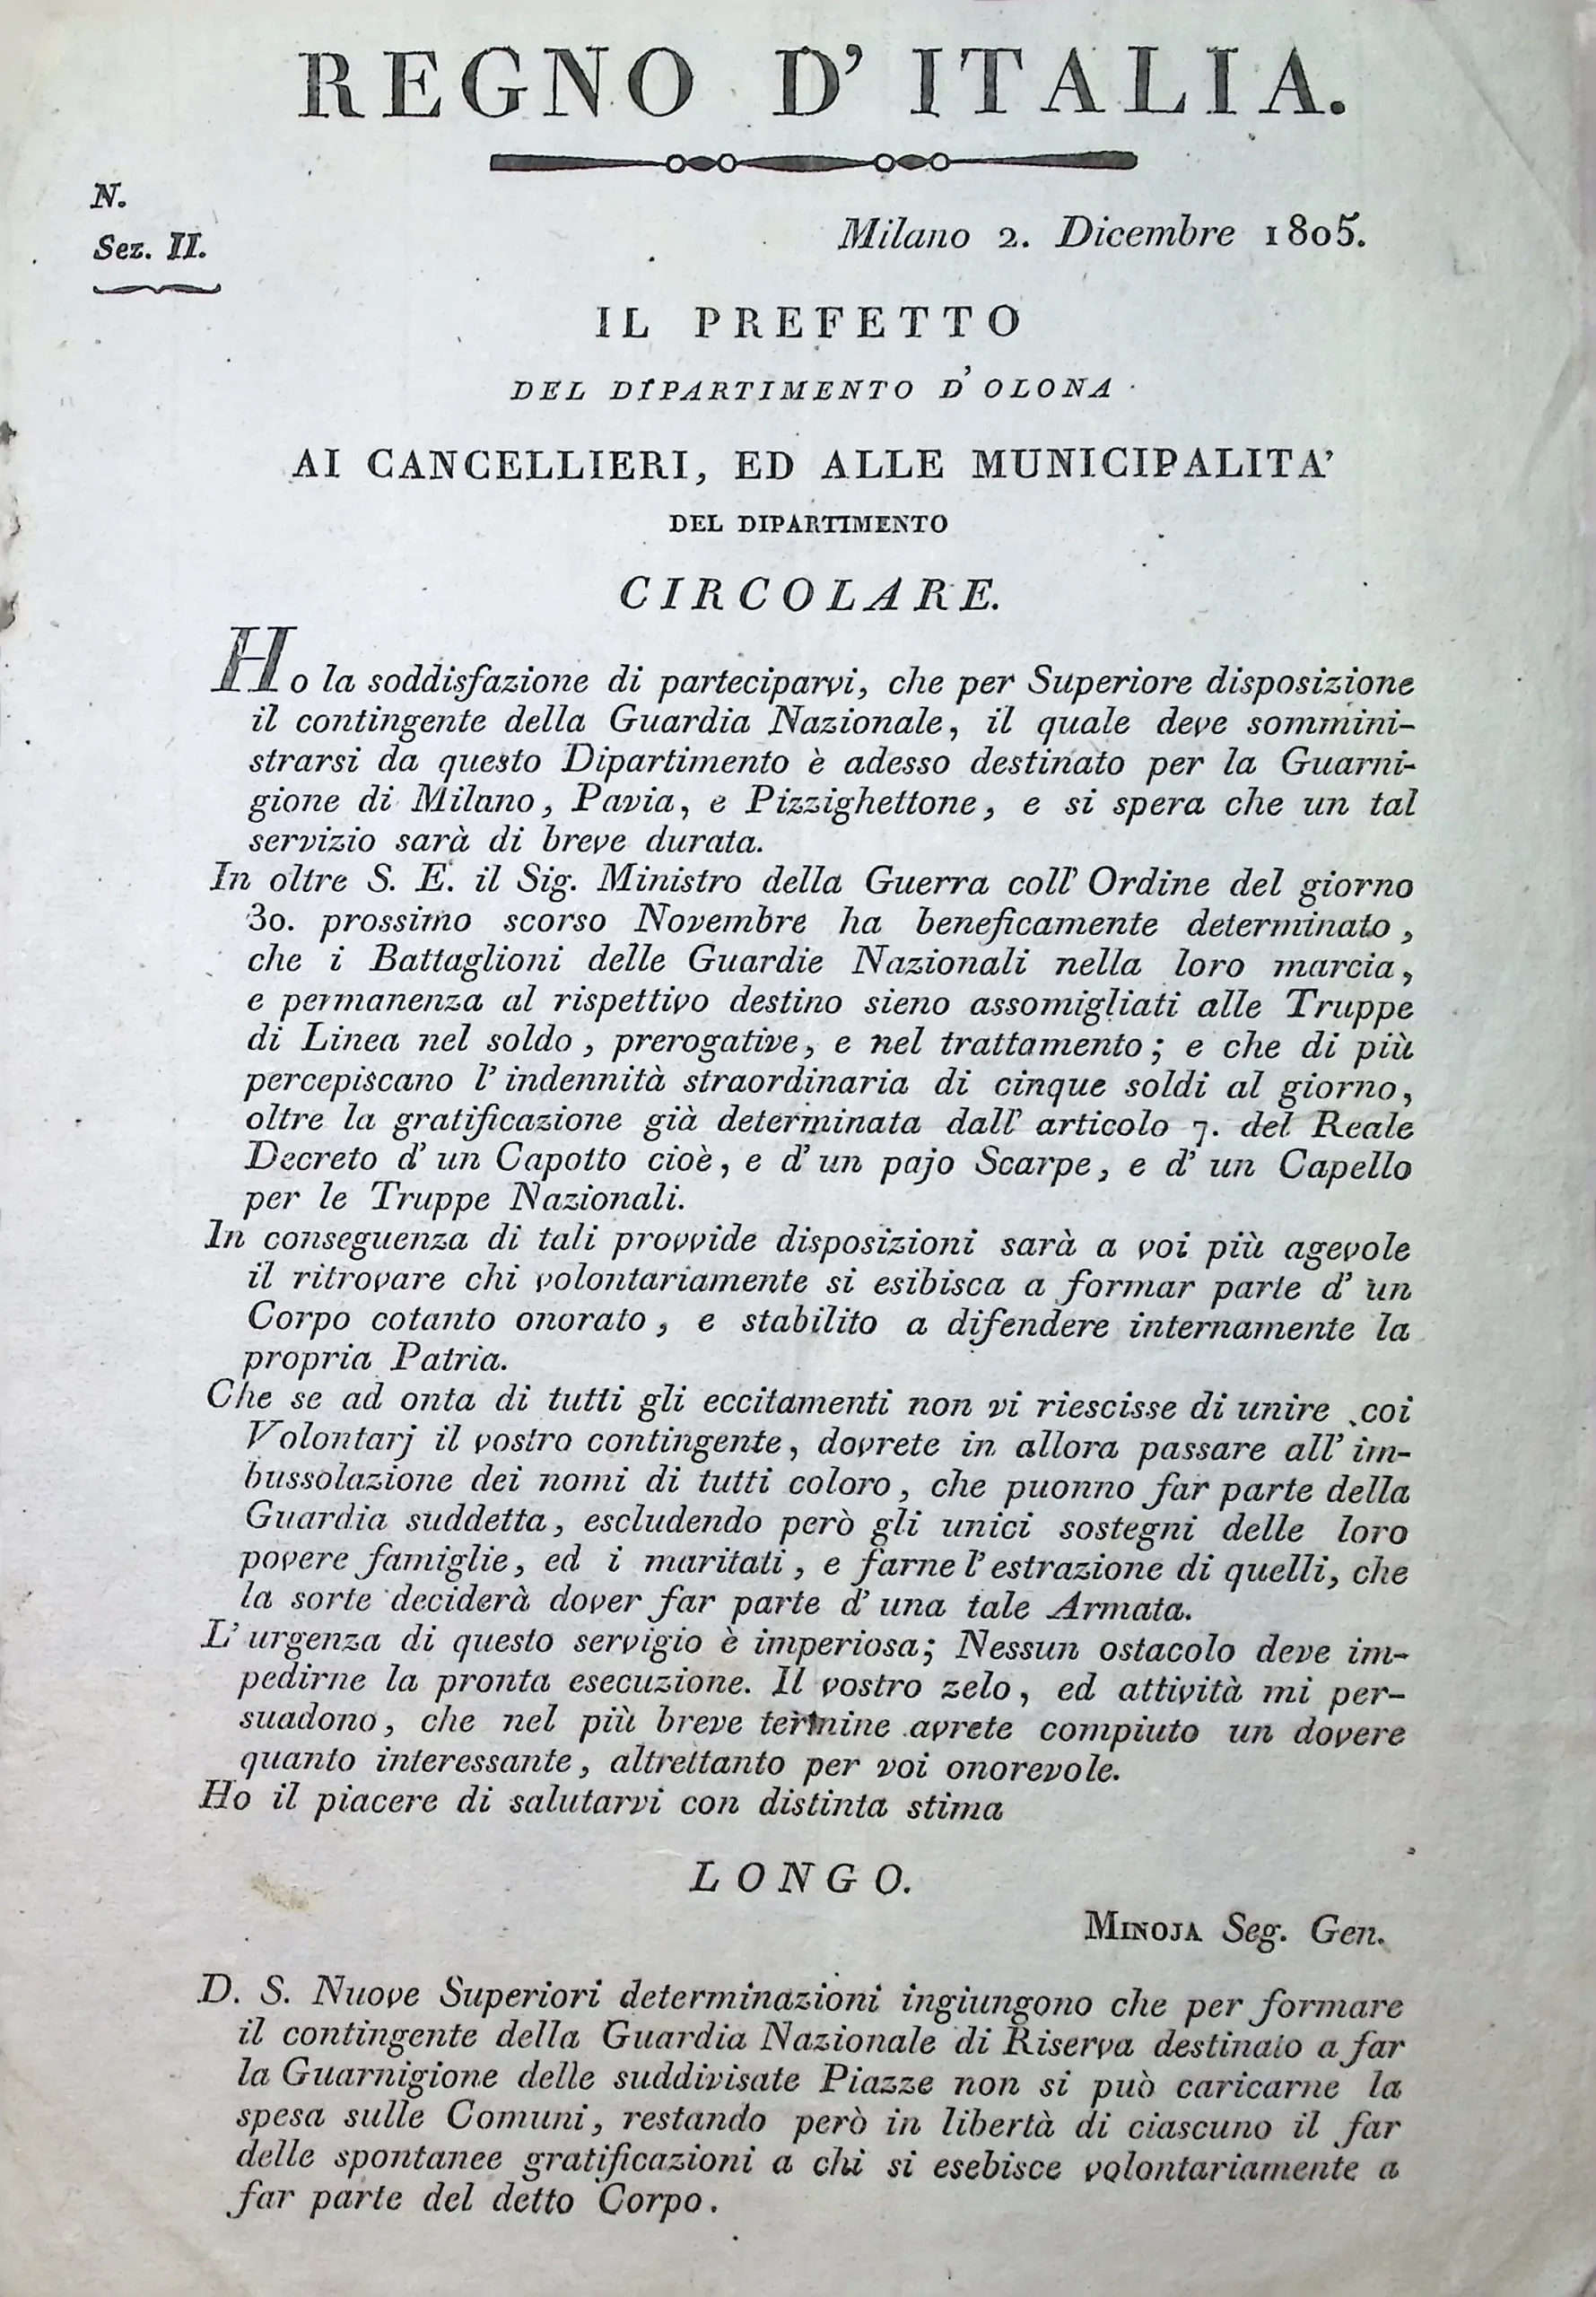 REGNO D' ITALIA.
N.
Sez. II.
Milano 2. Dicembre 1805.
IL PREFETTO
DEL DIPARTIMENTO D' OLONA
AI CANCELLIERI, ED ALLE MUNICIPALITA'
DEL DIPARTIMENTO
CIRCOLARE.
Ho la soddisfazione di parteciparvi, che per Superiore disposizione
il contingente della Guardia Nazionale, il quale deve sommini-
strarsi da questo Dipartimento è adesso destinato per la Guarni-
gione di Milano, Pavia, e Pizzighettone, e si spera che un tal
servizio sarà di breve durata.
In oltre S. E. il Sig. Ministro della Guerra coll' Ordine del giorno
30. prossimo scorso Novembre ha beneficamente determinato,
che i Battaglioni delle Guardie Nazionali nella loro marcia,
e permanenza al rispettivo destino sieno assomigliati alle Truppe
di Linea nel soldo, prerogative, e nel trattamento; e che di più
percepiscano l' indennità straordinaria di cinque soldi al giorno,
oltre la gratificazione già determinata dall' articolo 7. del Reale
Decreto d' un Capotto cioè, e d' un pajo Scarpe, e d' un Capello
per le Truppe Nazionali.
In conseguenza di tali provvide disposizioni sarà a voi più agevole
il ritrovare chi volontariamente si esibisca a formar parte d' un
Corpo cotanto onorato, e stabilito a difendere internamente la
propria Patria.
Che se ad onta di tutti gli eccitamenti non vi riescisse di unire coi
Volontarj il vostro contingente, dovrete in allora passare all' im-
bussolazione dei nomi di tutti coloro, che puonno far parte della
Guardia suddetta, escludendo però gli unici sostegni delle loro
povere famiglie, ed i maritati, e farne l' estrazione di quelli, che
la sorte deciderà dover far parte d' una tale Armata.
L' urgenza di questo servigio è imperiosa; Nessun ostacolo deve im-
pedirne la pronta esecuzione. Il vostro zelo, ed attività mi per-
suadono, che nel più breve termine avrete compiuto un dovere
quanto interessante, altrettanto per voi onorevole.
Ho il piacere di salutarvi con distinta stima
LONGO.
MINOJA Seg. Gen.
D. S. Nuove Superiori determinazioni ingiungono che per formare
il contingente della Guardia Nazionale di Riserva destinato a far
la Guarnigione delle suddivisate Piazze non si può caricarne la
spesa sulle Comuni, restando però in libertà di ciascuno il far
delle spontanee gratificazioni a chi si esebisce volontariamente a
far parte del detto Corpo.